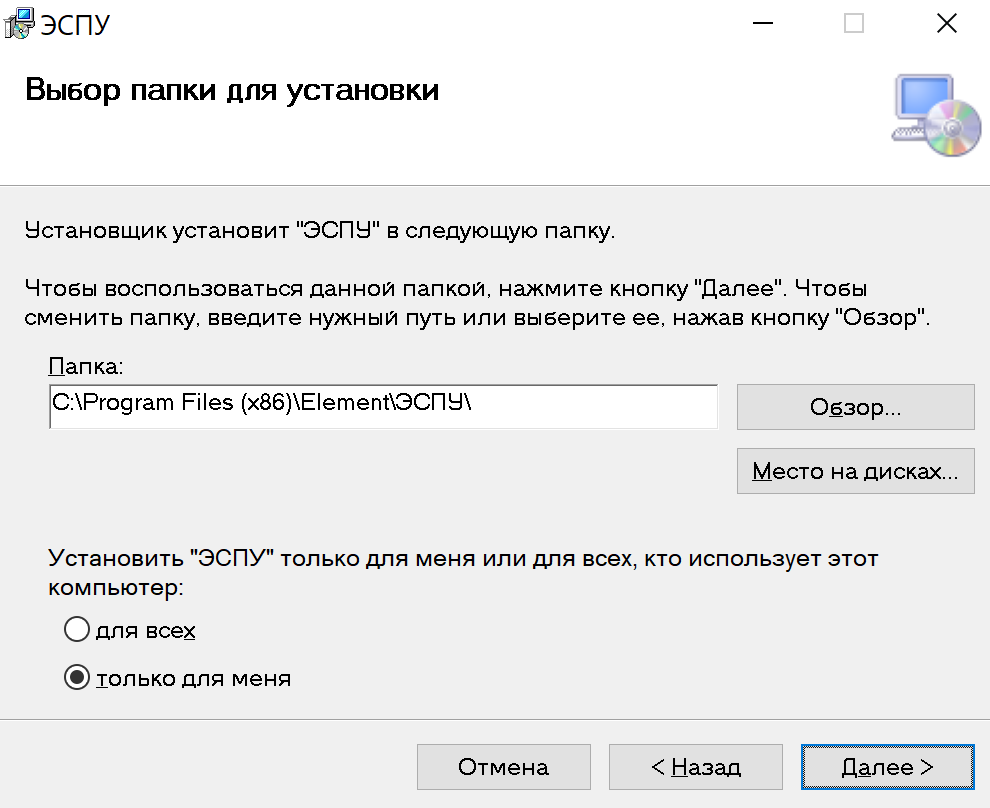 ЭСПУ
Выбор папки для установки
Установщик установит "ЭСПУ" в следующую папку.
Чтобы воспользоваться данной папкой, нажмите кнопку "Далее". Чтобы
сменить папку, введите нужный путь или выберите ее, нажав кнопку "Обзор".
Папка:
C:\Program Files (x86)\Element\ЭСПУ\
Обзор...
Место на дисках...
Установить "ЭСПУ" только для меня или для всех, кто использует этот
компьютер:
для всех
только для меня
Отмена
< Назад
Далее >